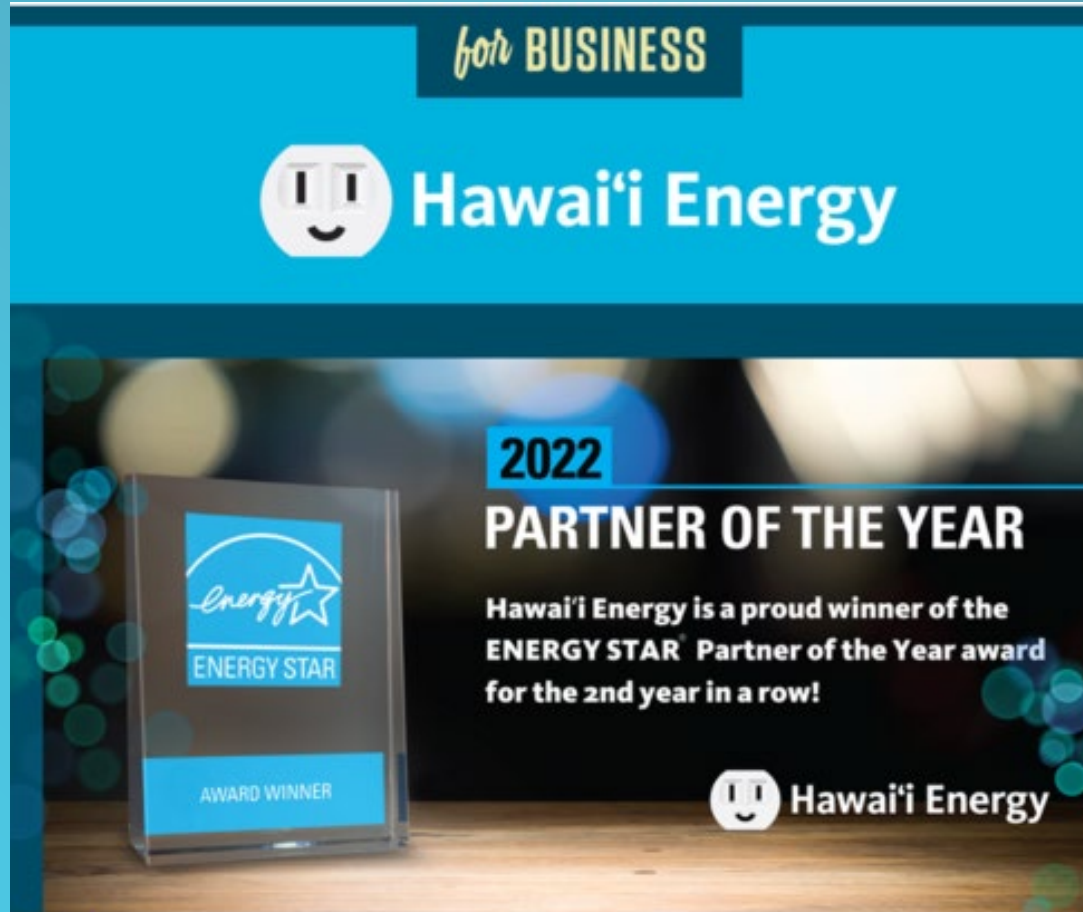 for BUSINESS
Hawai‘i Energy
2022
PARTNER OF THE YEAR
Hawai‘i Energy is a proud winner of the
ENERGY STAR® Partner of the Year award
for the 2nd year in a row!
energy
ENERGY STAR
AWARD WINNER
Hawai‘i Energy